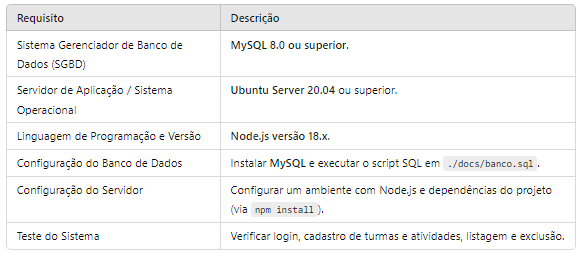 Requisito Descrição
Sistema Gerenciador de Banco de MySQL 8.0 ou superior.
Dados (SGBD)
Servidor de Aplicação / Sistema Ubuntu Server 20.04 ou superior.
Operacional
Linguagem de Programação e Versão Node.js versão 18.x.
Configuração do Banco de Dados Instalar MySQL e executar o script SQL em ./docs/banco.sql.
Configuração do Servidor Configurar um ambiente com Node.js e dependências do projeto
(via npm install).
Teste do Sistema Verificar login, cadastro de turmas e atividades, listagem e exclusão.